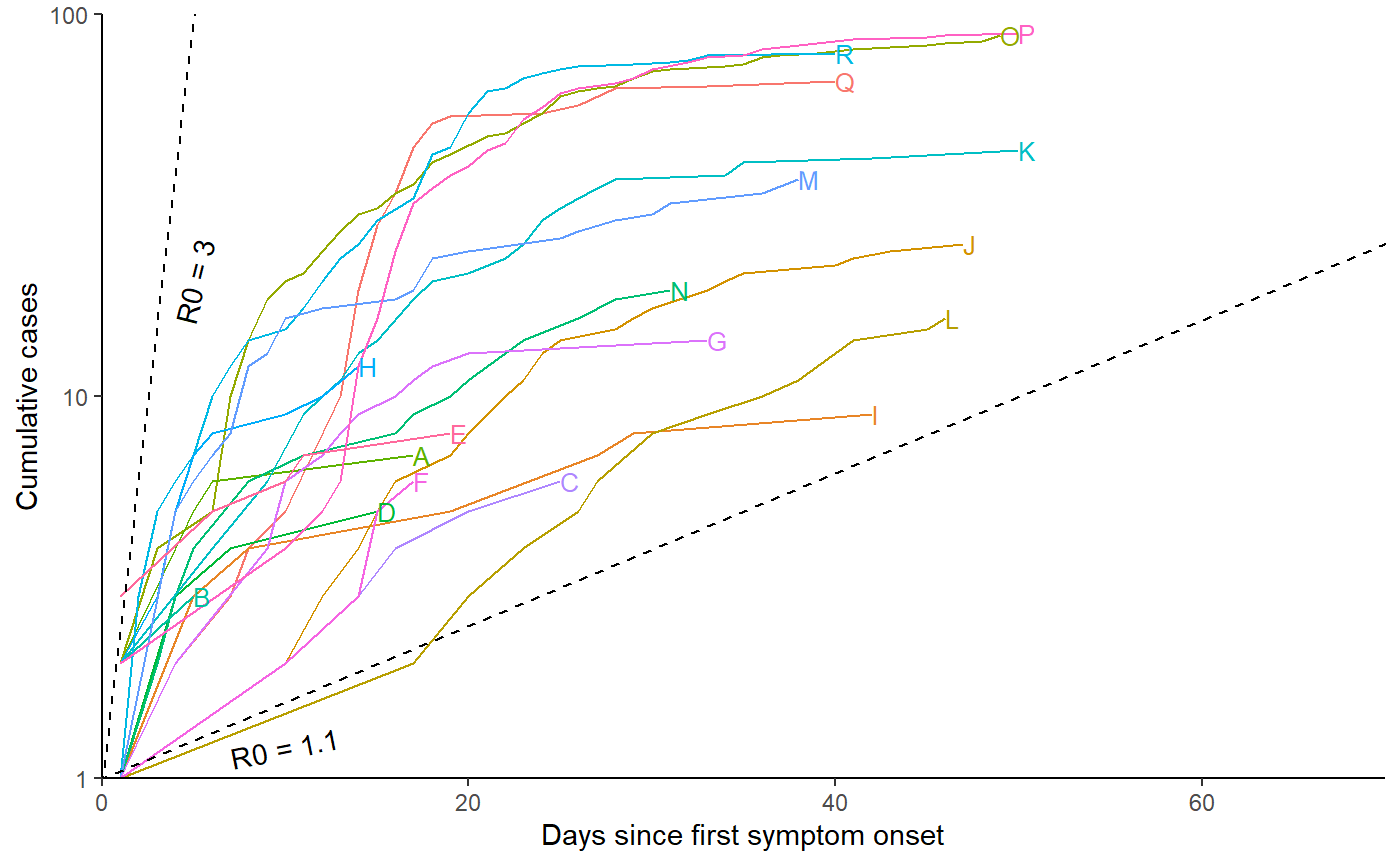 100
O
P
R
Q
K
M
R0 = 3
J
N
L
G
H
10
I
E
A
F
C
D
B
R0 = 1.1
1
0
20
40
60
Days since first symptom onset
Cumulative cases